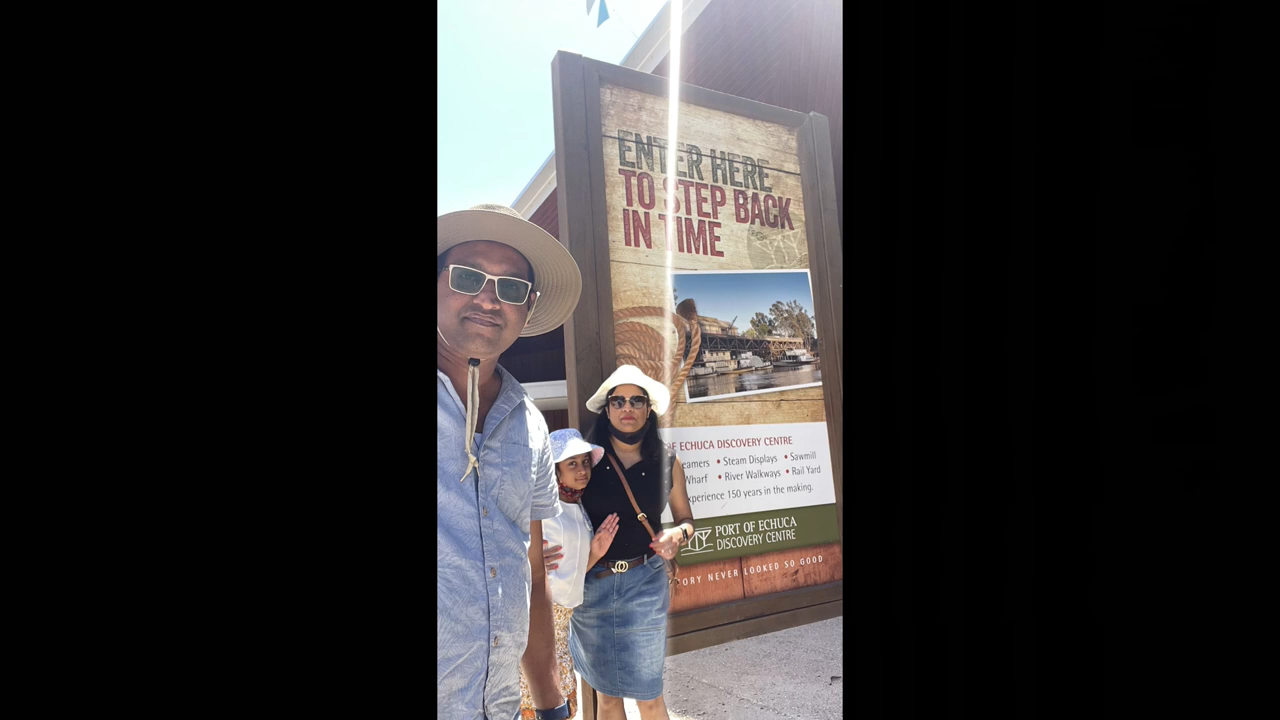 ENTER HERE
TO STEP BACK
IN TIME
OF ECHUCA DISCOVERY CENTRE
eamers • Steam Displays • Sawmill
Wharf • River Walkways • Rail Yard
xperience 150 years in the making.
PORT OF ECHUCA
DISCOVERY CENTRE
ORY NEVER LOOKED SO GOOD